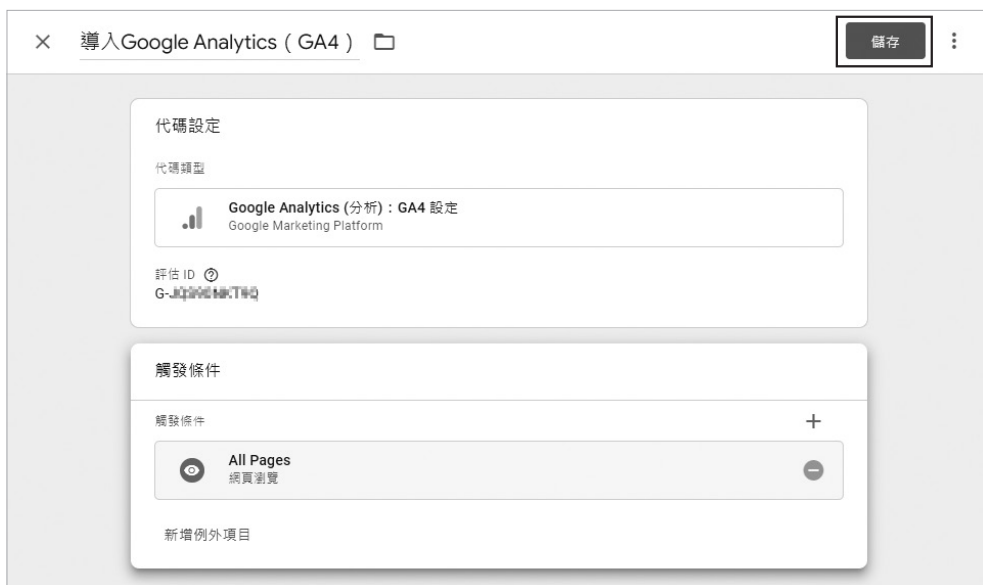 導入Google Analytics（GA4）
儲存
代碼設定
代碼類型
Google Analytics (分析)：GA4 設定
Google Marketing Platform
評估 ID
G-
觸發條件
觸發條件
All Pages
網頁瀏覽
新增例外項目